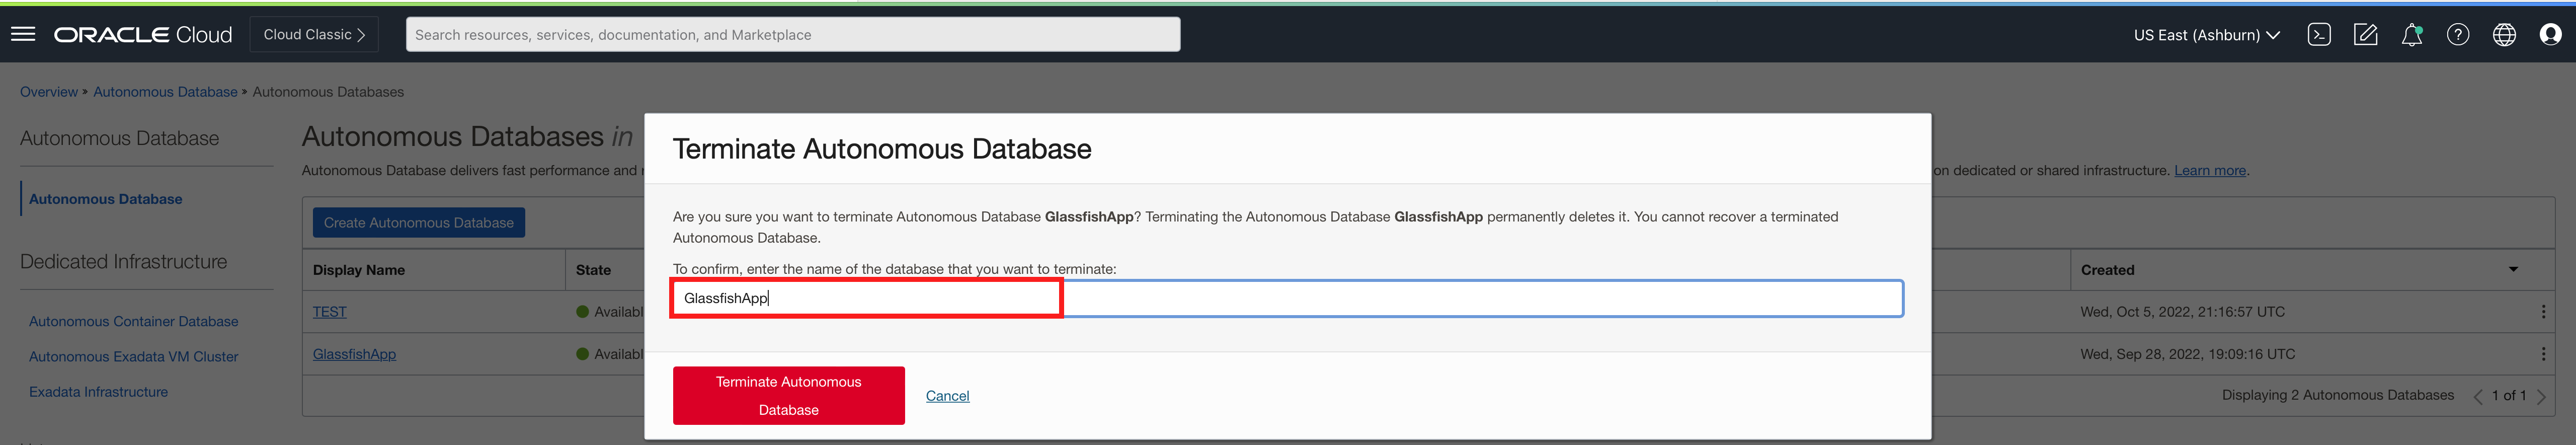 ORACLE Cloud
Cloud Classic
Search resources, services, documentation, and Marketplace
US East (Ashburn)
Overview » Autonomous Database » Autonomous Databases
Autonomous Database
Autonomous Database
Dedicated Infrastructure
Autonomous Container Database
Autonomous Exadata VM Cluster
Exadata Infrastructure
Autonomous Databases in
Autonomous Database delivers fast performance and
on dedicated or shared infrastructure. Learn more.
Create Autonomous Database
Display Name State Created
TEST Availabl Wed, Oct 5, 2022, 21:16:57 UTC
GlassfishApp Availabl Wed, Sep 28, 2022, 19:09:16 UTC
Displaying 2 Autonomous Databases 1 of 1
Terminate Autonomous Database
Are you sure you want to terminate Autonomous Database GlassfishApp? Terminating the Autonomous Database GlassfishApp permanently deletes it. You cannot recover a terminated
Autonomous Database.
To confirm, enter the name of the database that you want to terminate:
GlassfishApp
Terminate Autonomous
Database
Cancel